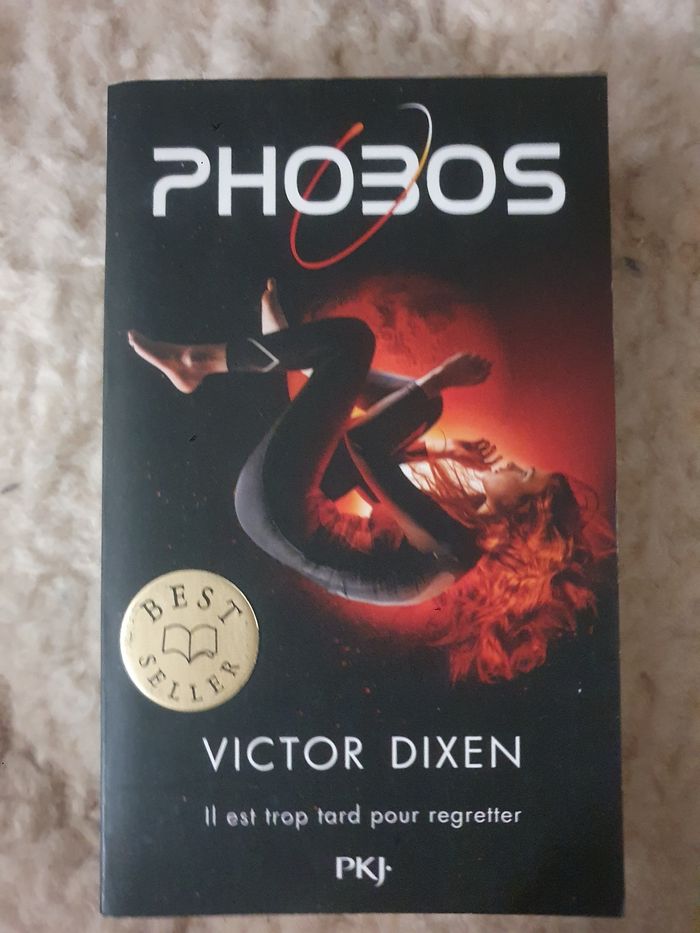 PHOBOS
BEST
SELLER
VICTOR DIXEN
Il est trop tard pour regretter
PKJ·